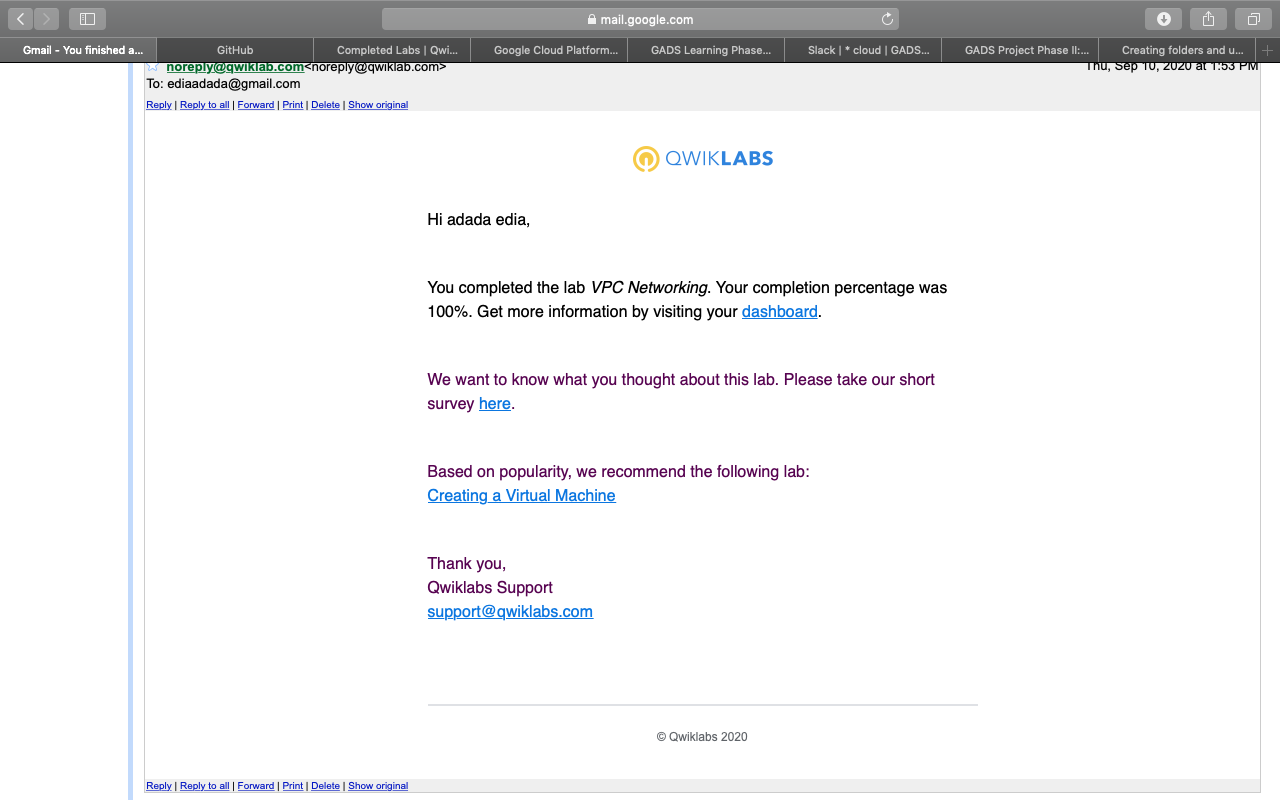 mail.google.com
Gmail - You finished a...
GitHub
Completed Labs | Qwi...
Google Cloud Platform...
GADS Learning Phase...
Slack | * cloud | GADS...
GADS Project Phase II:...
Creating folders and u...
noreply@qwiklab.com<noreply@qwiklab.com>
Thu, Sep 10, 2020 at 1:53 PM
To: ediaadada@gmail.com
Reply | Reply to all | Forward | Print | Delete | Show original
QWIKLABS
Hi adada edia,
You completed the lab VPC Networking. Your completion percentage was
100%. Get more information by visiting your dashboard.
We want to know what you thought about this lab. Please take our short
survey here.
Based on popularity, we recommend the following lab:
Creating a Virtual Machine
Thank you,
Qwiklabs Support
support@qwiklabs.com
© Qwiklabs 2020
Reply | Reply to all | Forward | Print | Delete | Show original